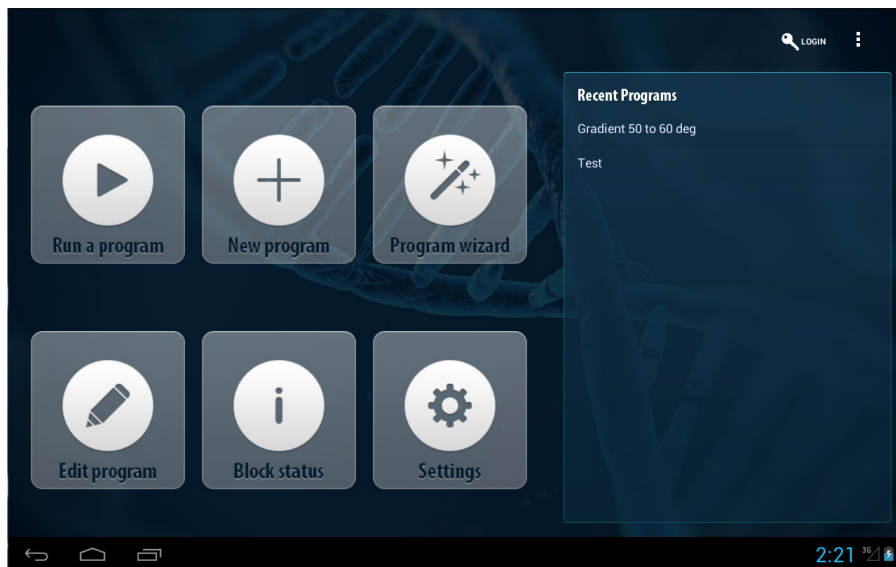 LOGIN
Recent Programs
Gradient 50 to 60 deg
Test
Run a program
New program
Program wizard
Edit program
Block status
Settings
2:21
3G